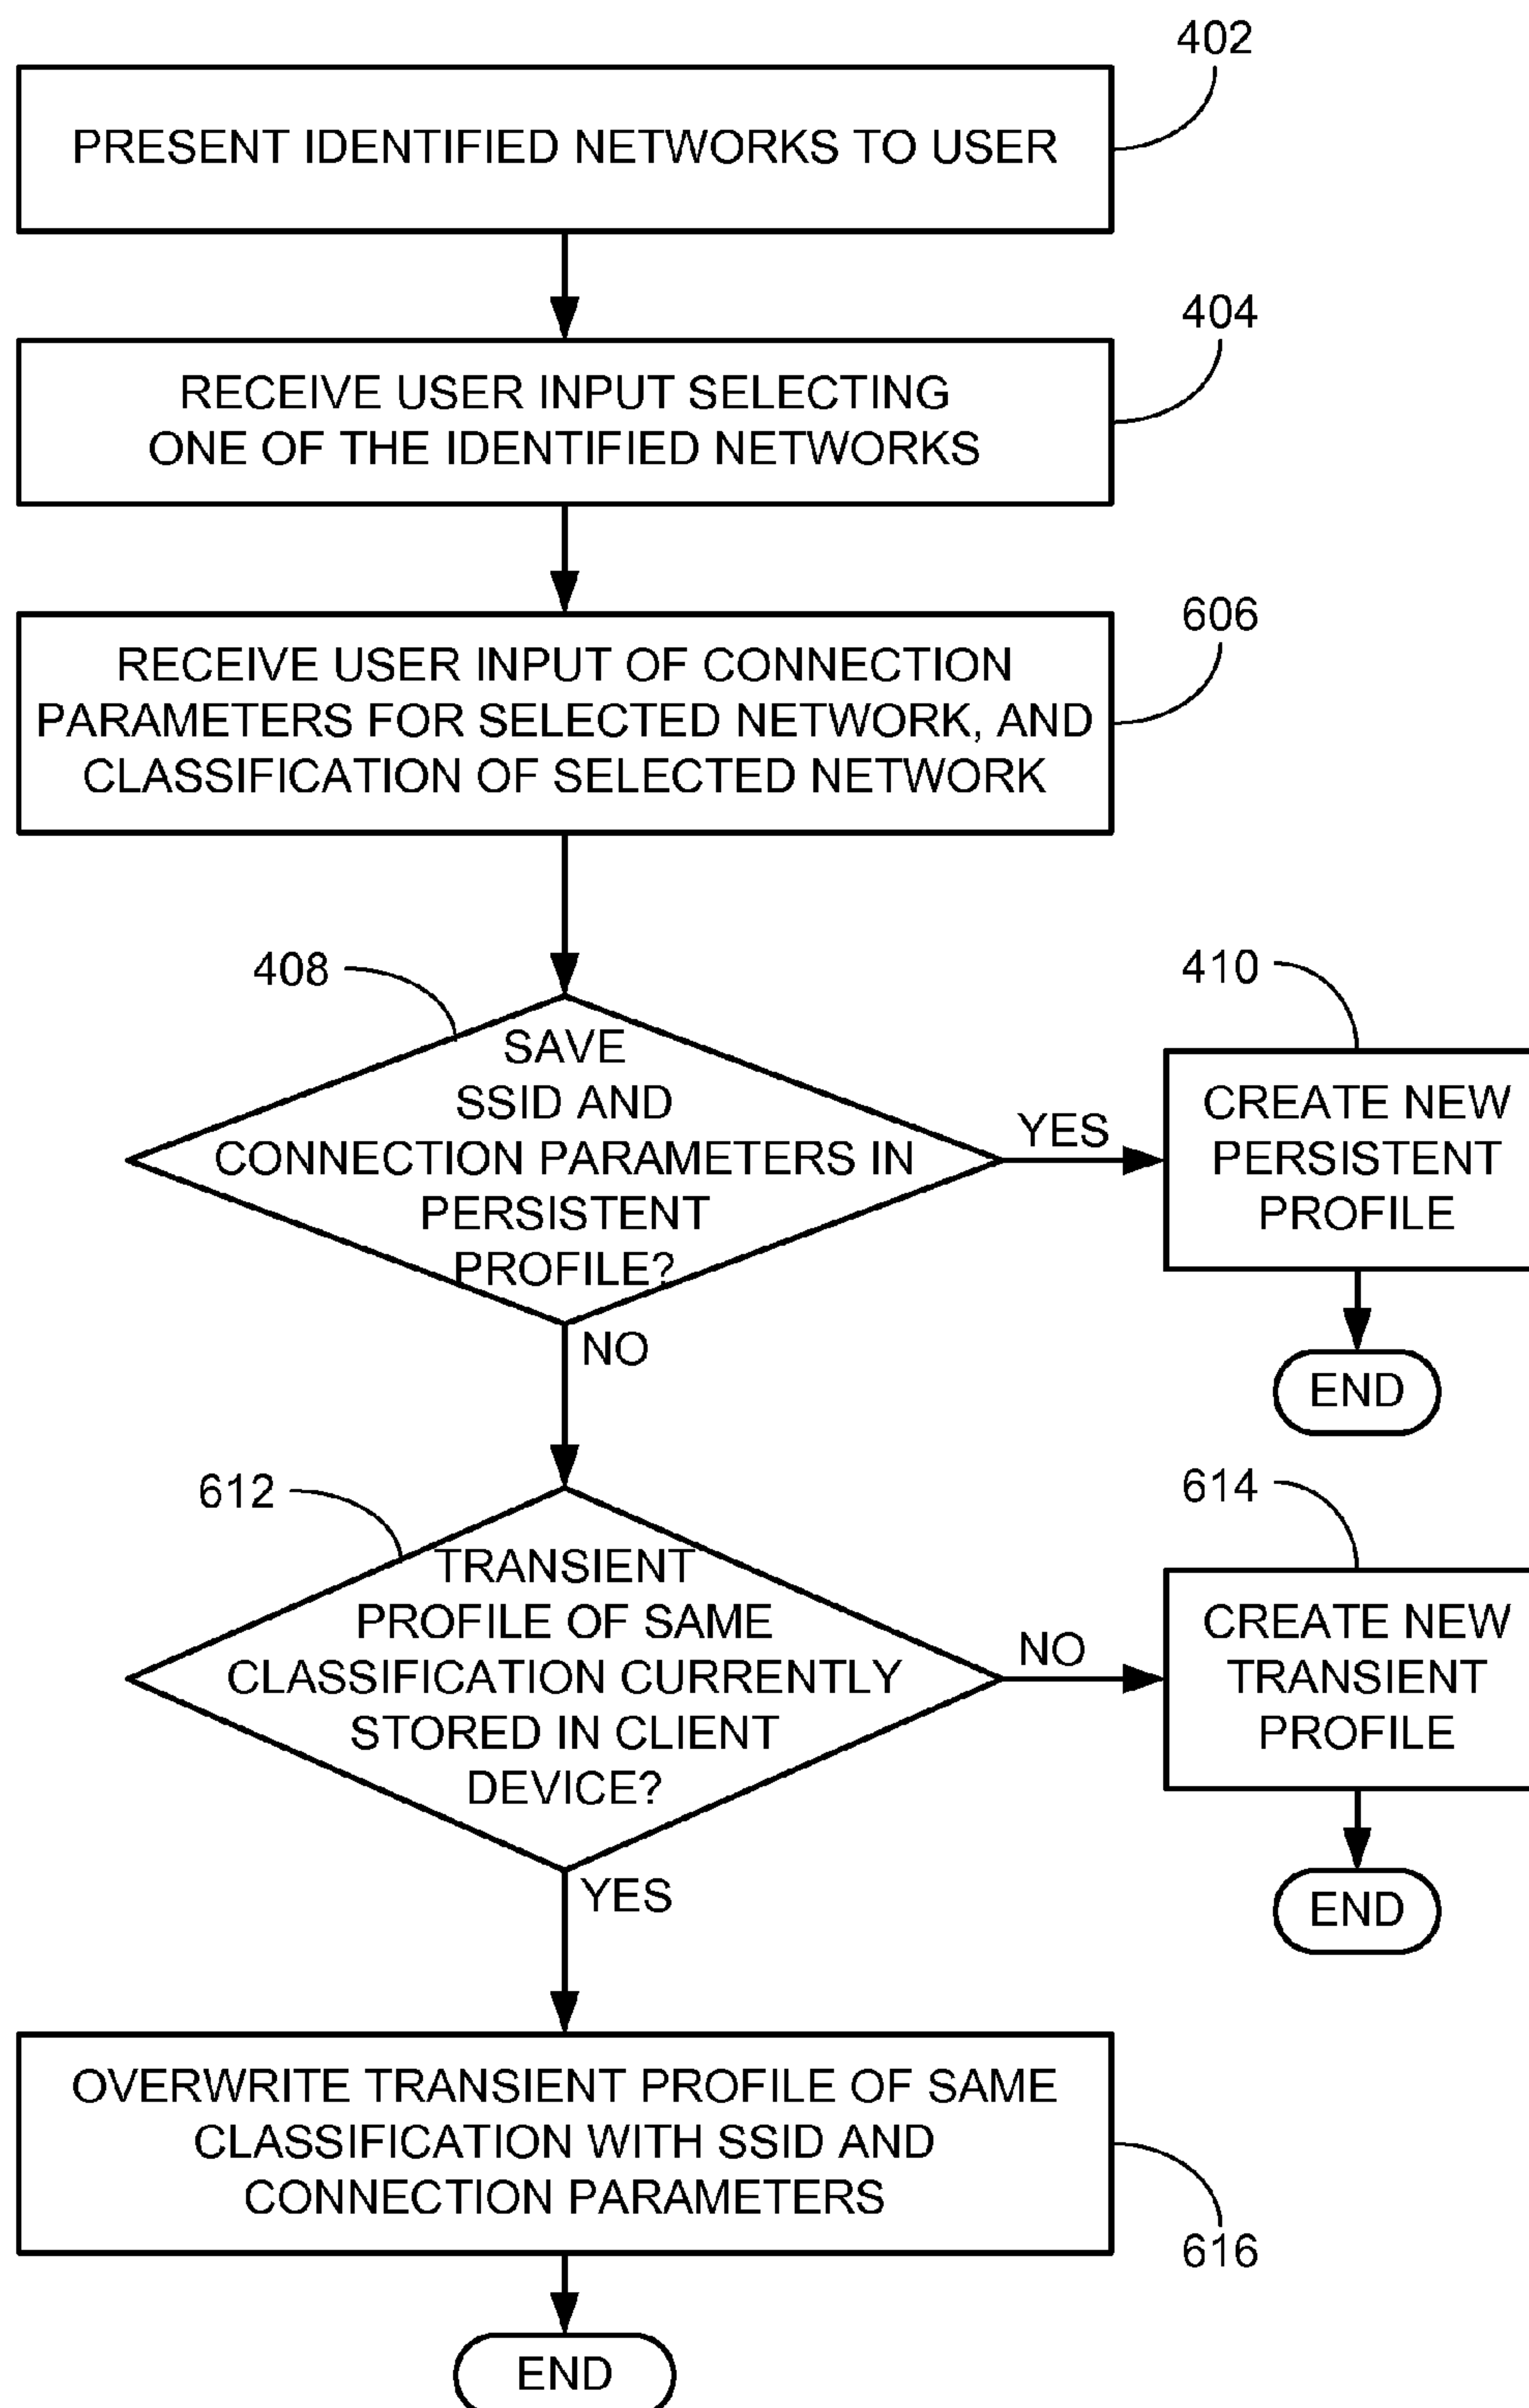 402
PRESENT IDENTIFIED NETWORKS TO USER
404
RECEIVE USER INPUT SELECTING
ONE OF THE IDENTIFIED NETWORKS
606
RECEIVE USER INPUT OF CONNECTION
PARAMETERS FOR SELECTED NETWORK, AND
CLASSIFICATION OF SELECTED NETWORK
408
SAVE
SSID AND
CONNECTION PARAMETERS IN
PERSISTENT
PROFILE?
YES
410
CREATE NEW
PERSISTENT
PROFILE
END
NO
612
TRANSIENT
PROFILE OF SAME
CLASSIFICATION CURRENTLY
STORED IN CLIENT
DEVICE?
NO
614
CREATE NEW
TRANSIENT
PROFILE
END
YES
OVERWRITE TRANSIENT PROFILE OF SAME
CLASSIFICATION WITH SSID AND
CONNECTION PARAMETERS
616
END